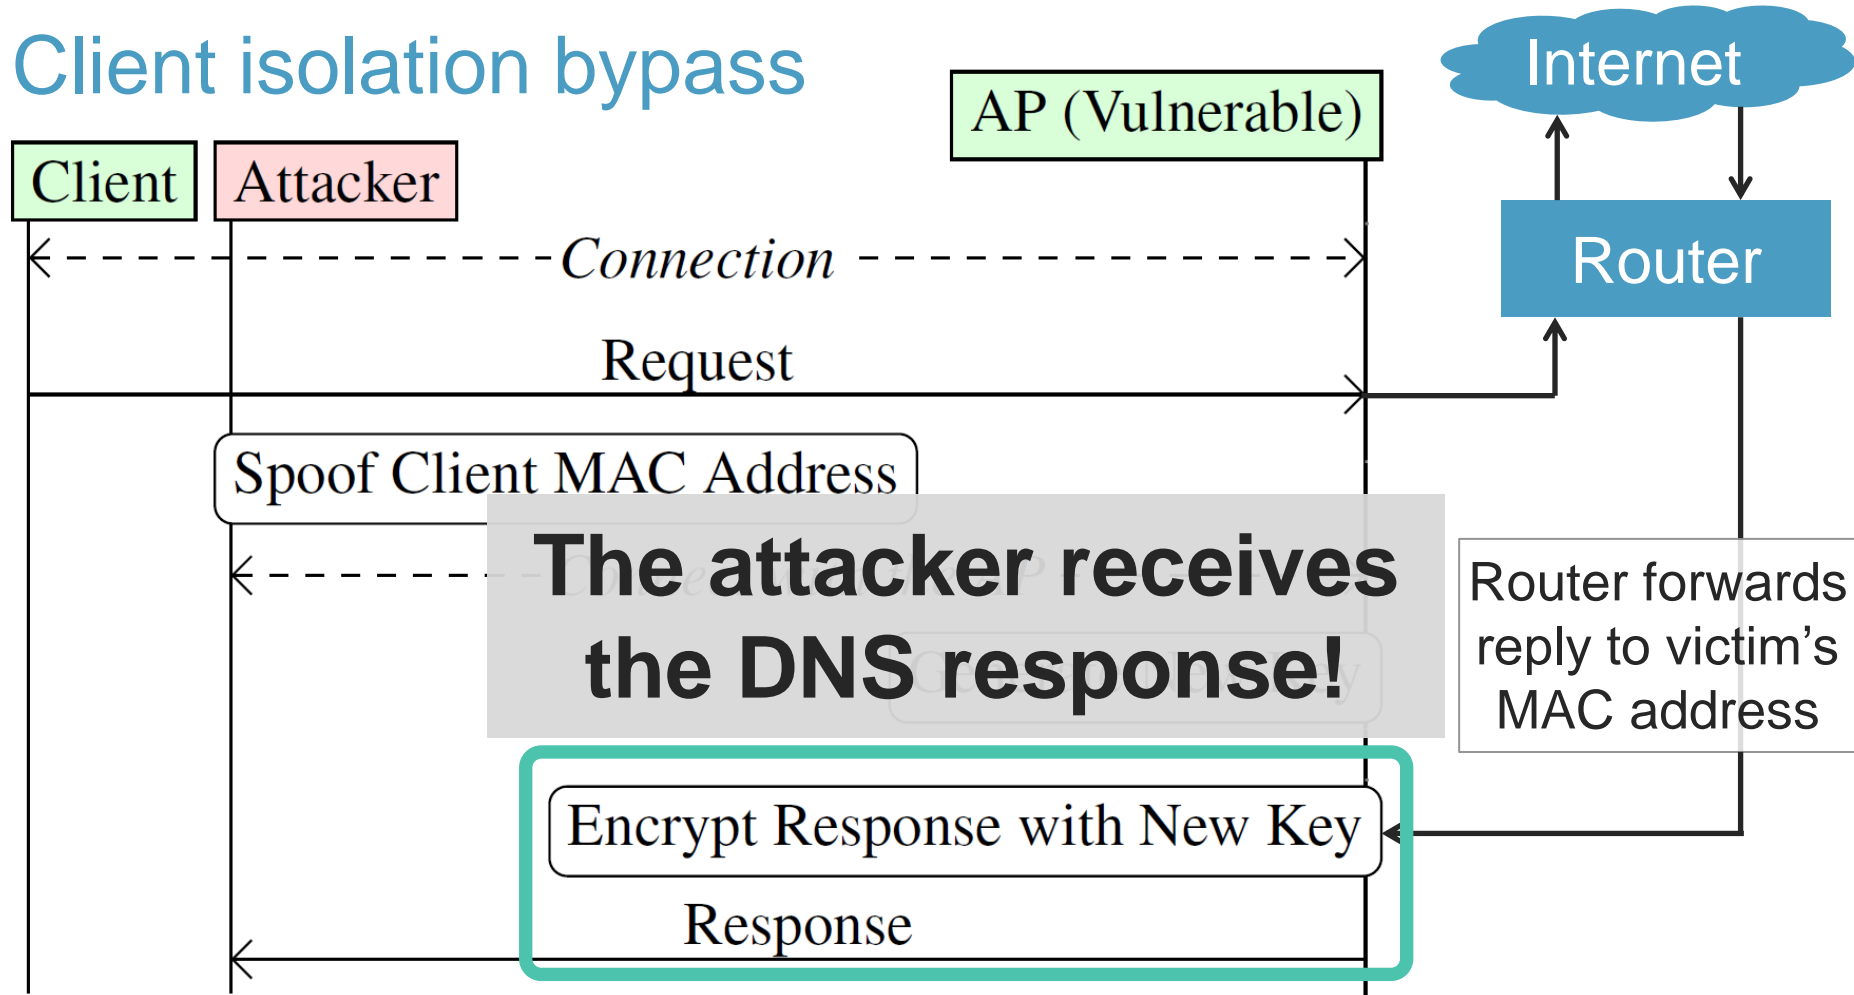 Client isolation bypass
Internet
AP (Vulnerable)
Client
Attacker
Router
Connection
Request
Spoof Client MAC Address
The attacker receives
the DNS response!
Router forwards
reply to victim's
MAC address
Encrypt Response with New Key
Response